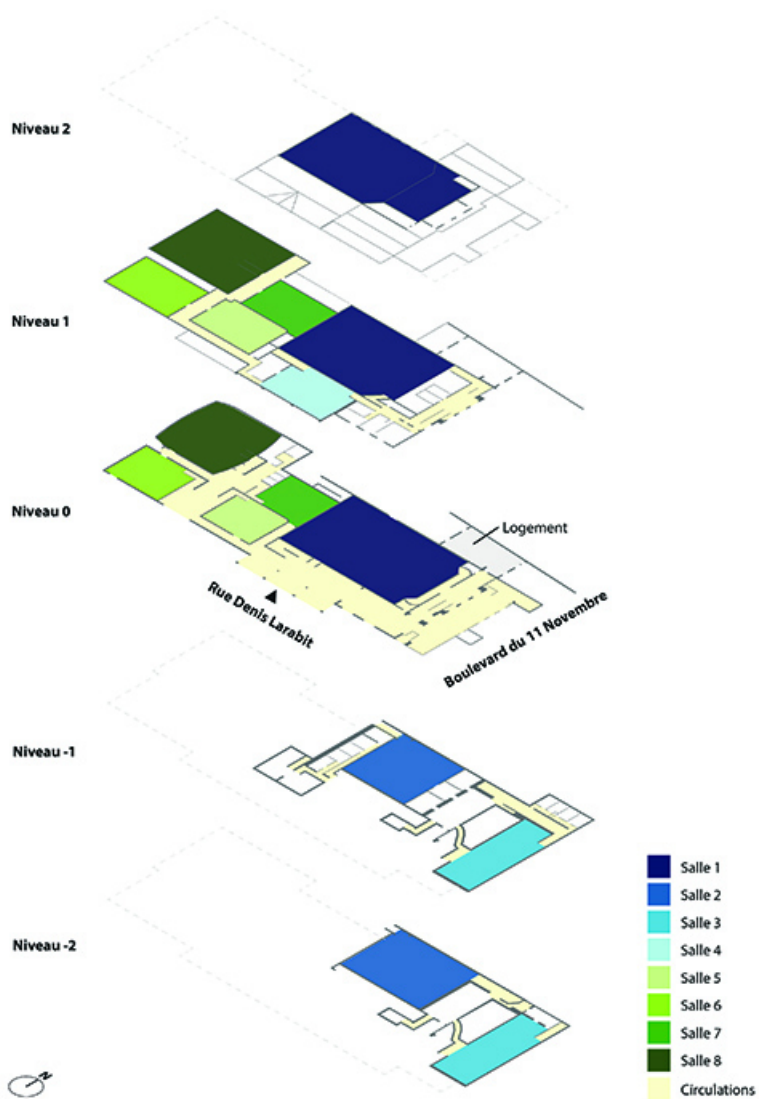 Niveau 2
Niveau 1
Niveau 0
Logement
Rue Denis Larabit
Boulevard du 11 Novembre
Niveau -1
Niveau -2
Salle 1
Salle 2
Salle 3
Salle 4
Salle 5
Salle 6
Salle 7
Salle 8
Circulations
N